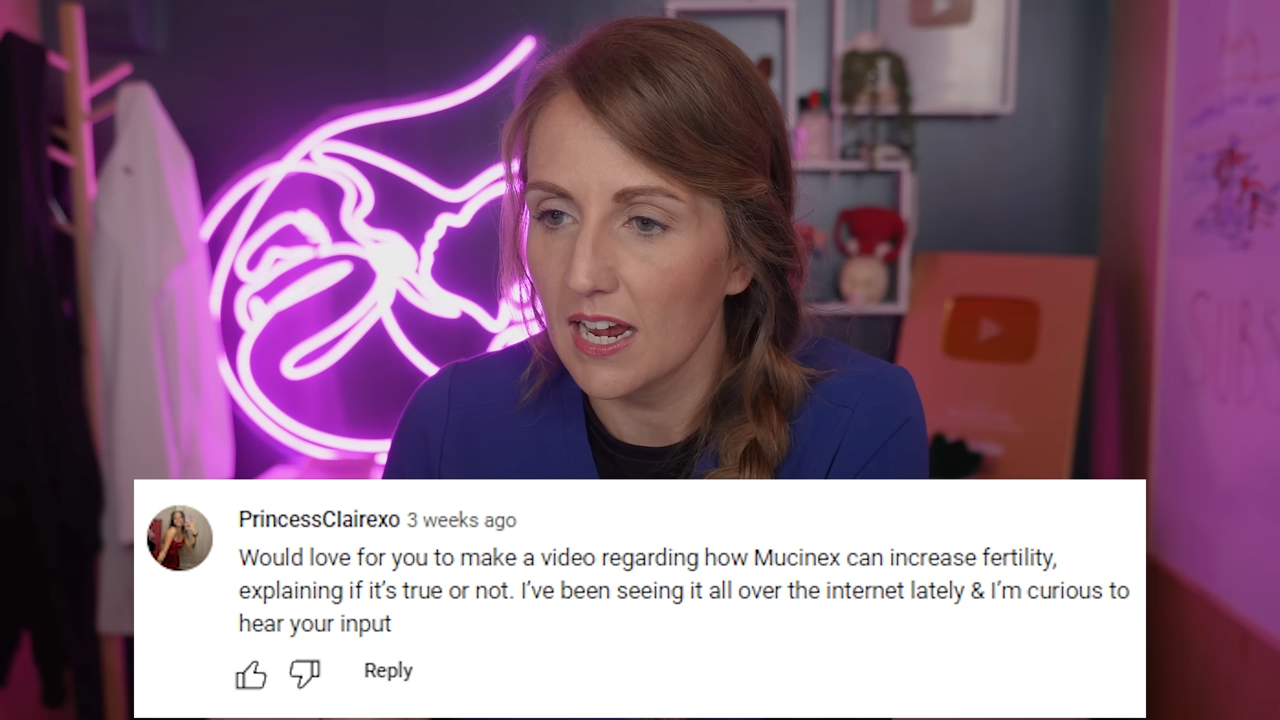 PrincessClairexo 3 weeks ago
Would love for you to make a video regarding how Mucinex can increase fertility,
explaining if it's true or not. I've been seeing it all over the internet lately & I'm curious to
hear your input
Reply